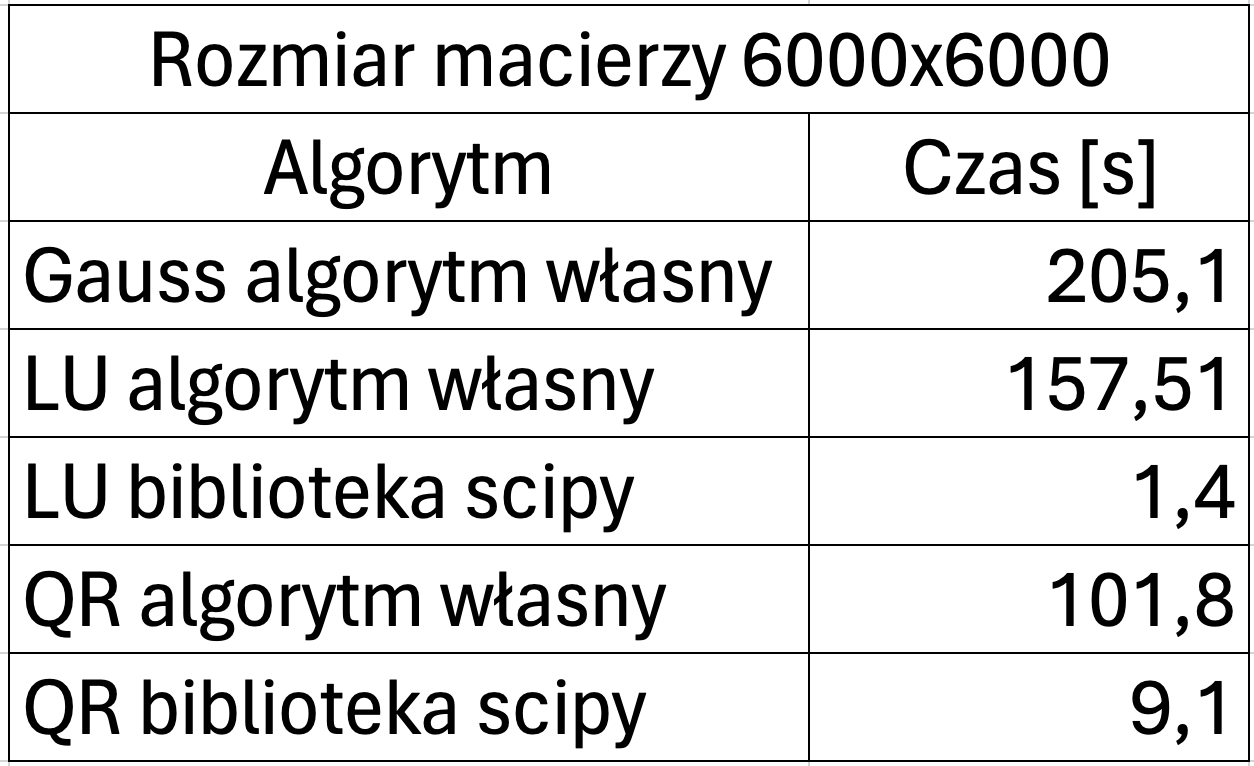 Rozmiar macierzy 6000x6000
Algorytm Czas [s]
Gauss algorytm własny 205,1
LU algorytm własny 157,51
LU biblioteka scipy 1,4
QR algorytm własny 101,8
QR biblioteka scipy 9,1